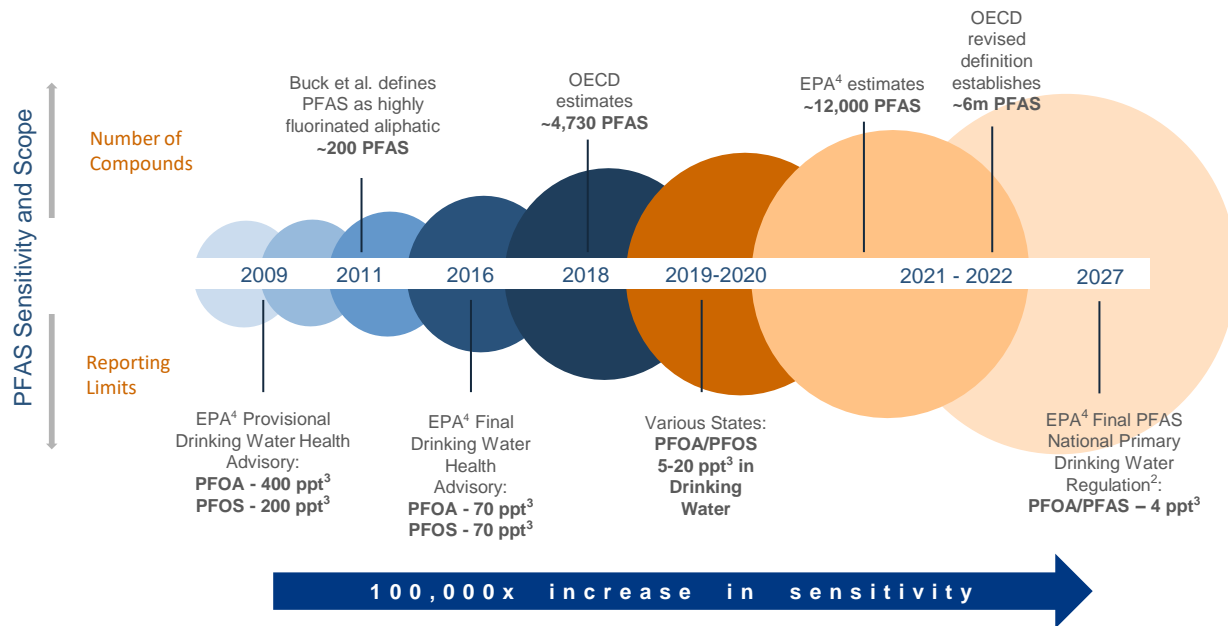 PFAS Sensitivity and Scope
Number of
Compounds
Reporting
Limits
Buck et al. defines
PFAS as highly
fluorinated aliphatic
~200 PFAS
OECD
estimates
~4,730 PFAS
EPA⁴ estimates
~12,000 PFAS
OECD
revised
definition
establishes
~6m PFAS
2009
2011
2016
2018
2019-2020
2021 - 2022
2027
EPA⁴ Provisional
Drinking Water Health
Advisory:
PFOA - 400 ppt³
PFOS - 200 ppt³
EPA⁴ Final
Drinking Water
Health
Advisory:
PFOA - 70 ppt³
PFOS - 70 ppt³
Various States:
PFOA/PFOS
5-20 ppt³ in
Drinking
Water
EPA⁴ Final PFAS
National Primary
Drinking Water
Regulation²:
PFOA/PFAS – 4 ppt³
100,000x increase in sensitivity